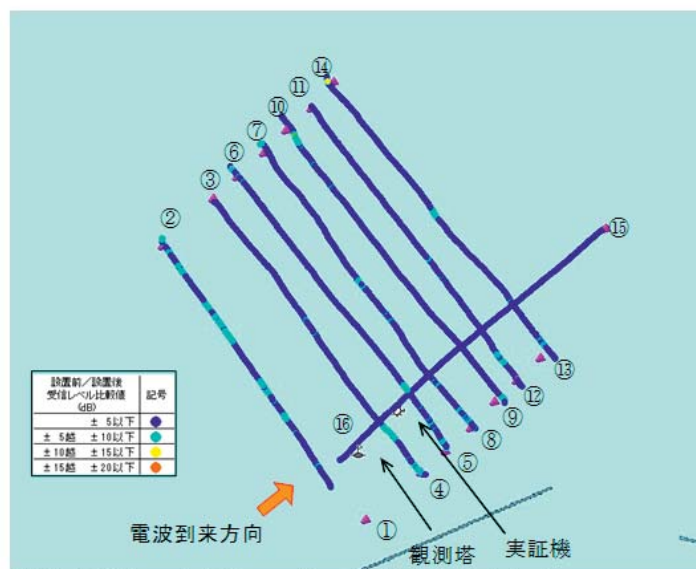 ⑭
⑪
⑩
⑦
⑥
③
②
⑮
設置前/設置後
受信レベル比較値
(dB)
記号
± 5以下
± 5越 ±10以下
±10越 ±15以下
±15越 ±20以下
⑬
⑫
⑨
⑧
⑯
⑤
④
①
電波到来方向
観測塔
実証機